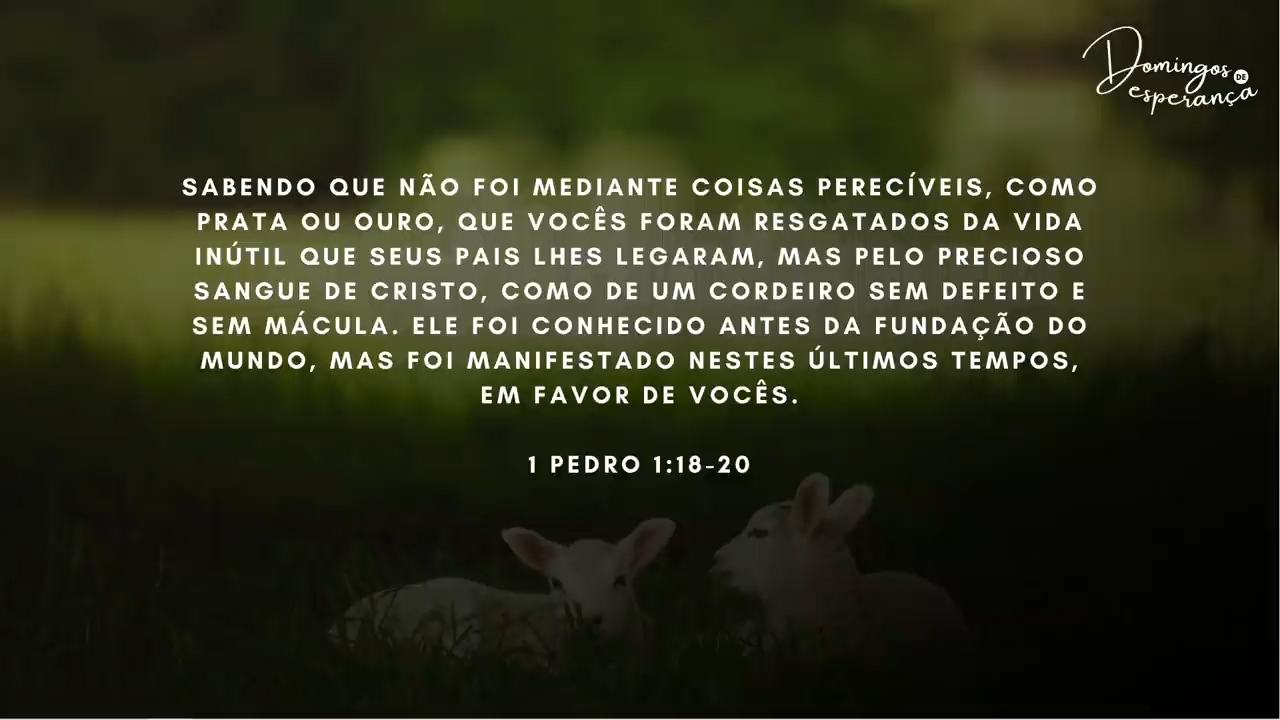 Domingos
DE
esperança
SABENDO QUE NÃO FOI MEDIANTE COISAS PERECÍVEIS, COMO
PRATA OU OURO, QUE VOCÊS FORAM RESGATADOS DA VIDA
INÚTIL QUE SEUS PAIS LHES LEGARAM, MAS PELO PRECIOSO
SANGUE DE CRISTO, COMO DE UM CORDEIRO SEM DEFEITO E
SEM MÁCULA. ELE FOI CONHECIDO ANTES DA FUNDAÇÃO DO
MUNDO, MAS FOI MANIFESTADO NESTES ÚLTIMOS TEMPOS,
EM FAVOR DE VOCÊS.
1 PEDRO 1:18-20